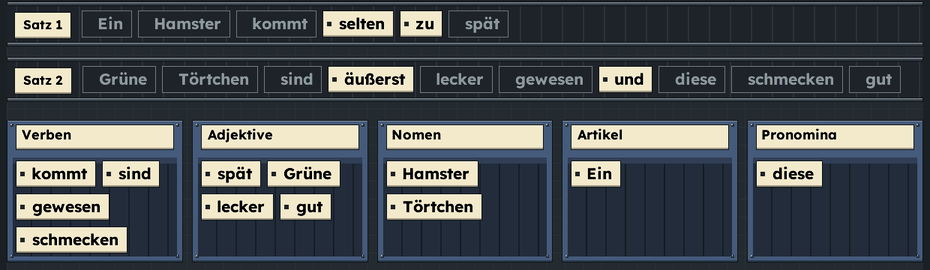 Satz 1 Ein Hamster kommt selten zu spät
Satz 2 Grüne Törtchen sind äußerst lecker gewesen und diese schmecken gut
Verben Adjektive Nomen Artikel Pronomina
kommt sind spät Grüne Hamster Ein diese
gewesen lecker gut Törtchen
schmecken